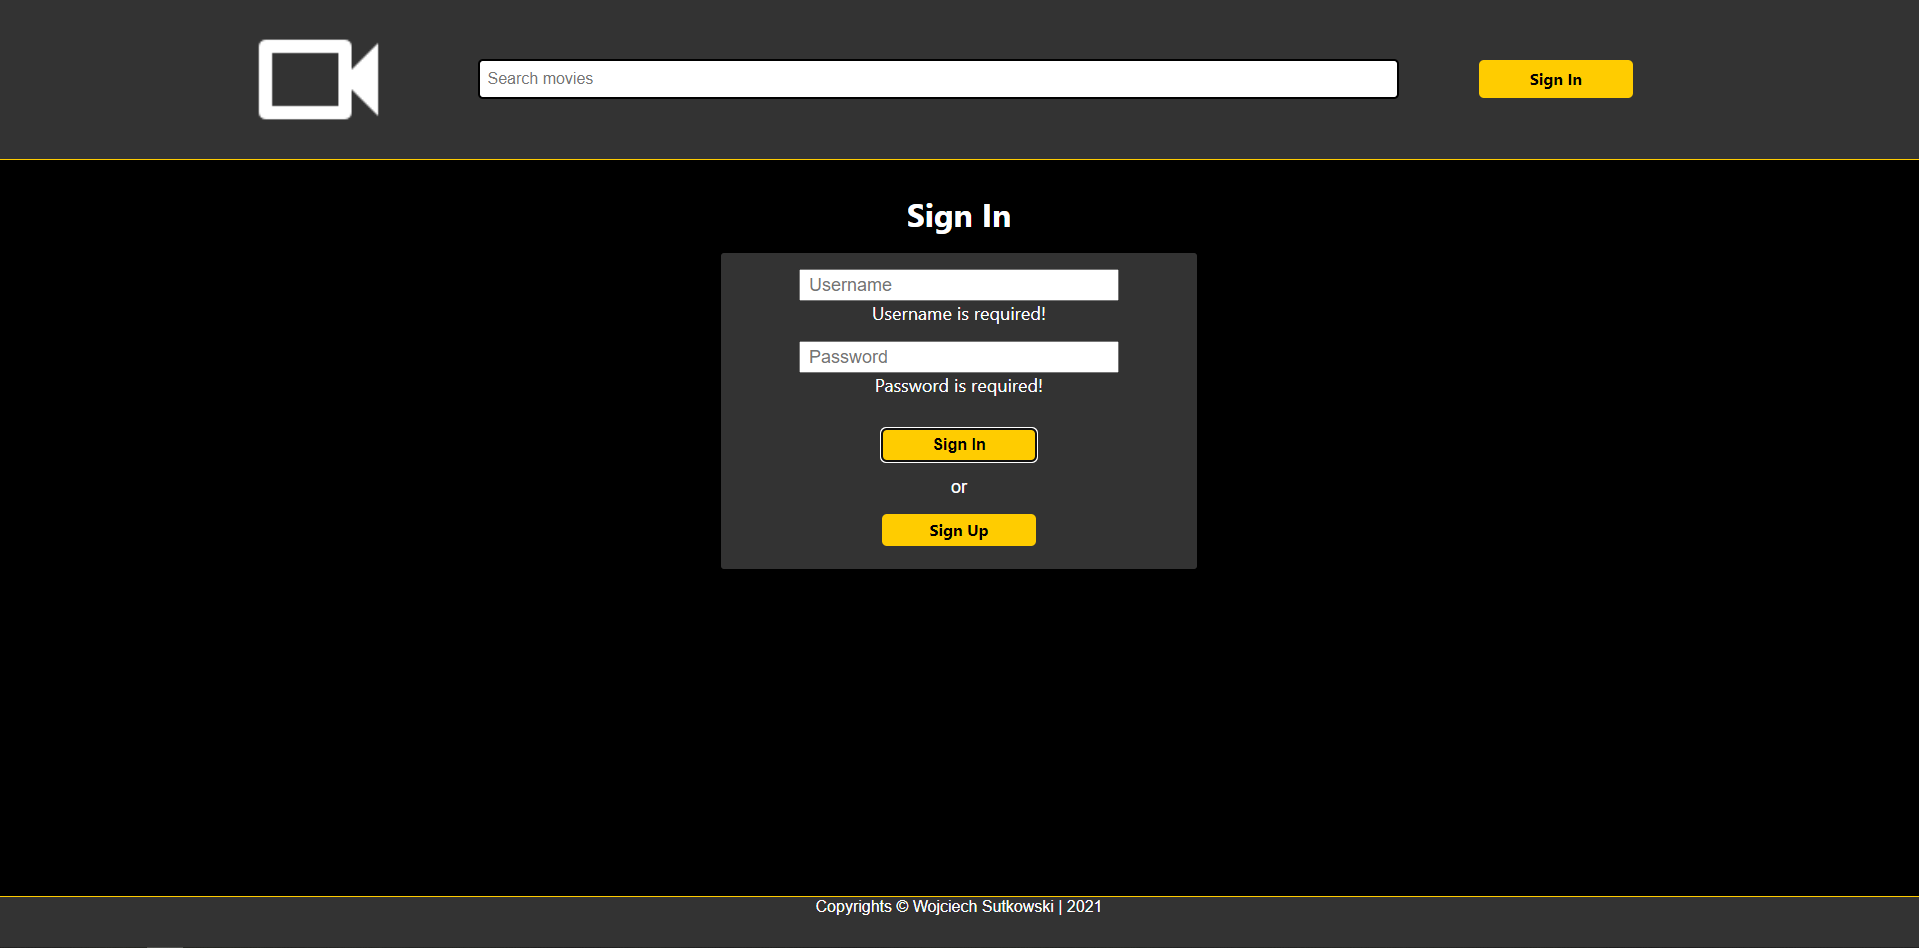 Search movies
Sign In
Sign In
Username
Username is required!
Password
Password is required!
Sign In
or
Sign Up
Copyrights © Wojciech Sutkowski | 2021